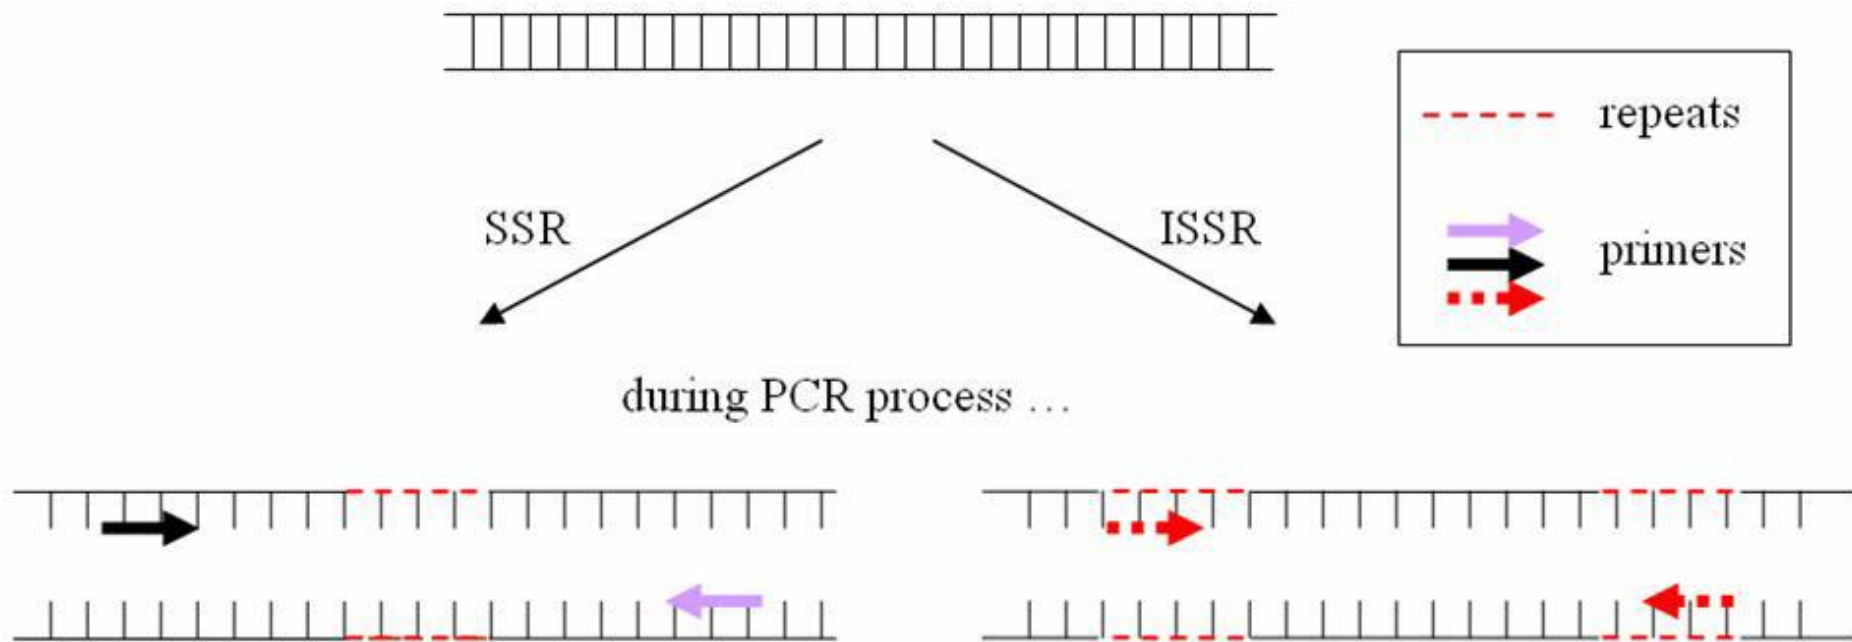 repeats
SSR
ISSR
primers
during PCR process …